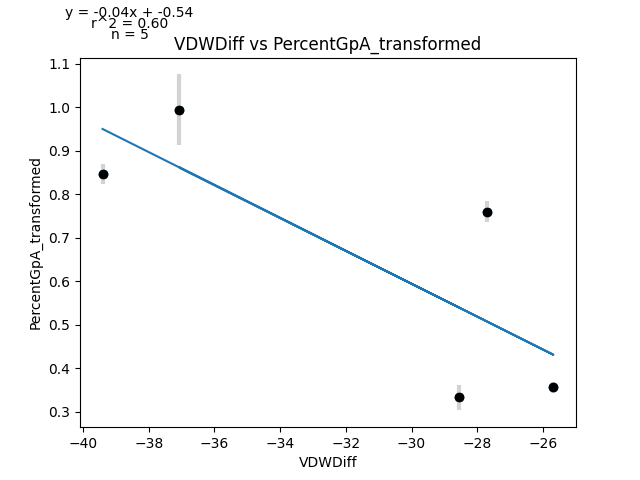 y = -0.04x + -0.54
r^2 = 0.60
n = 5
VDWDiff vs PercentGpA_transformed
PercentGpA_transformed
1.1
1.0
0.9
0.8
0.7
0.6
0.5
0.4
0.3
−40 −38 −36 −34 −32 −30 −28 −26
VDWDiff